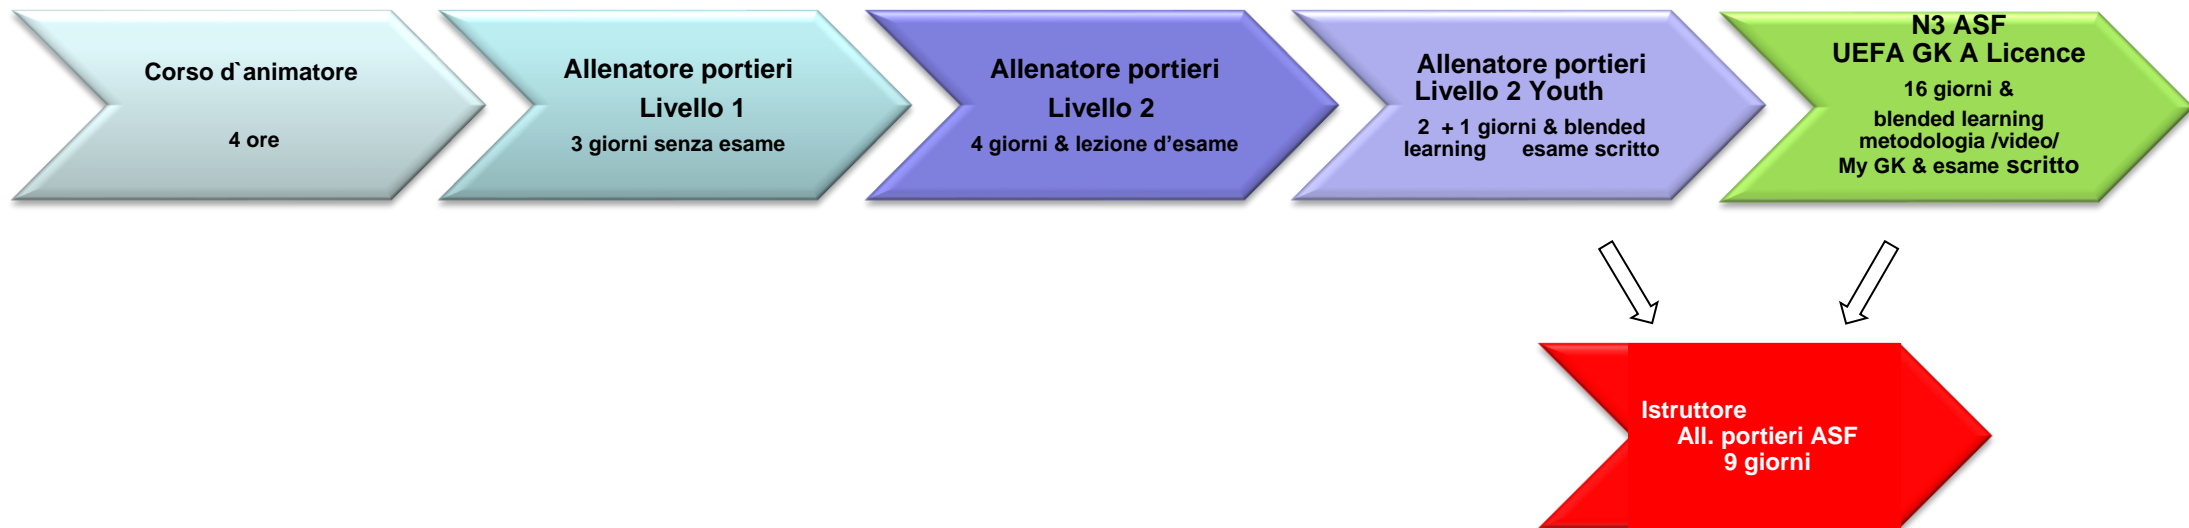 Corso d`animatore
4 ore
Allenatore portieri
Livello 1
3 giorni senza esame
Allenatore portieri
Livello 2
4 giorni & lezione d’esame
Allenatore portieri
Livello 2 Youth
2 + 1 giorni & blended
learning esame scritto
N3 ASF
UEFA GK A Licence
16 giorni &
blended learning
metodologia /video/
My GK & esame scritto
Istruttore
All. portieri ASF
9 giorni